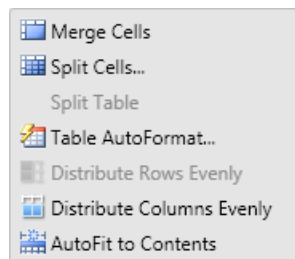 Merge Cells
Split Cells...
Split Table
Table AutoFormat...
Distribute Rows Evenly
Distribute Columns Evenly
AutoFit to Contents